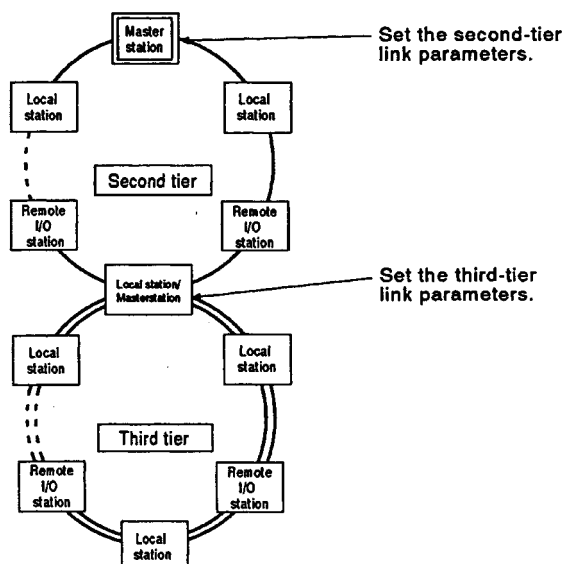 Master
station
Set the second-tier
link parameters.
Local
station
Local
station
Second tier
Remote
I/O
station
Remote
I/O
station
Local station/
Masterstation
Set the third-tier
link parameters.
Local
station
Local
station
Third tier
Remote
I/O
station
Remote
I/O
station
Local
station